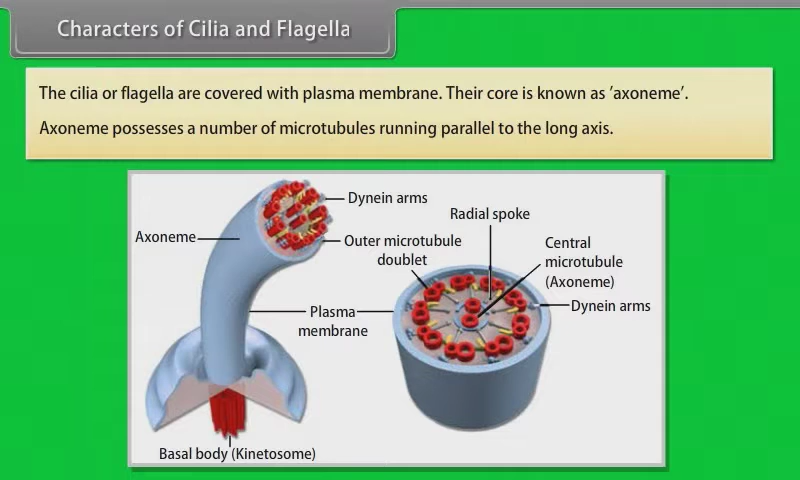 Characters of Cilia and Flagella
The cilia or flagella are covered with plasma membrane. Their core is known as 'axoneme'.
Axoneme possesses a number of microtubules running parallel to the long axis.
Dynein arms
Radial spoke
Axoneme
Outer microtubule
doublet
Central
microtubule
(Axoneme)
Dynein arms
Plasma
membrane
Basal body (Kinetosome)